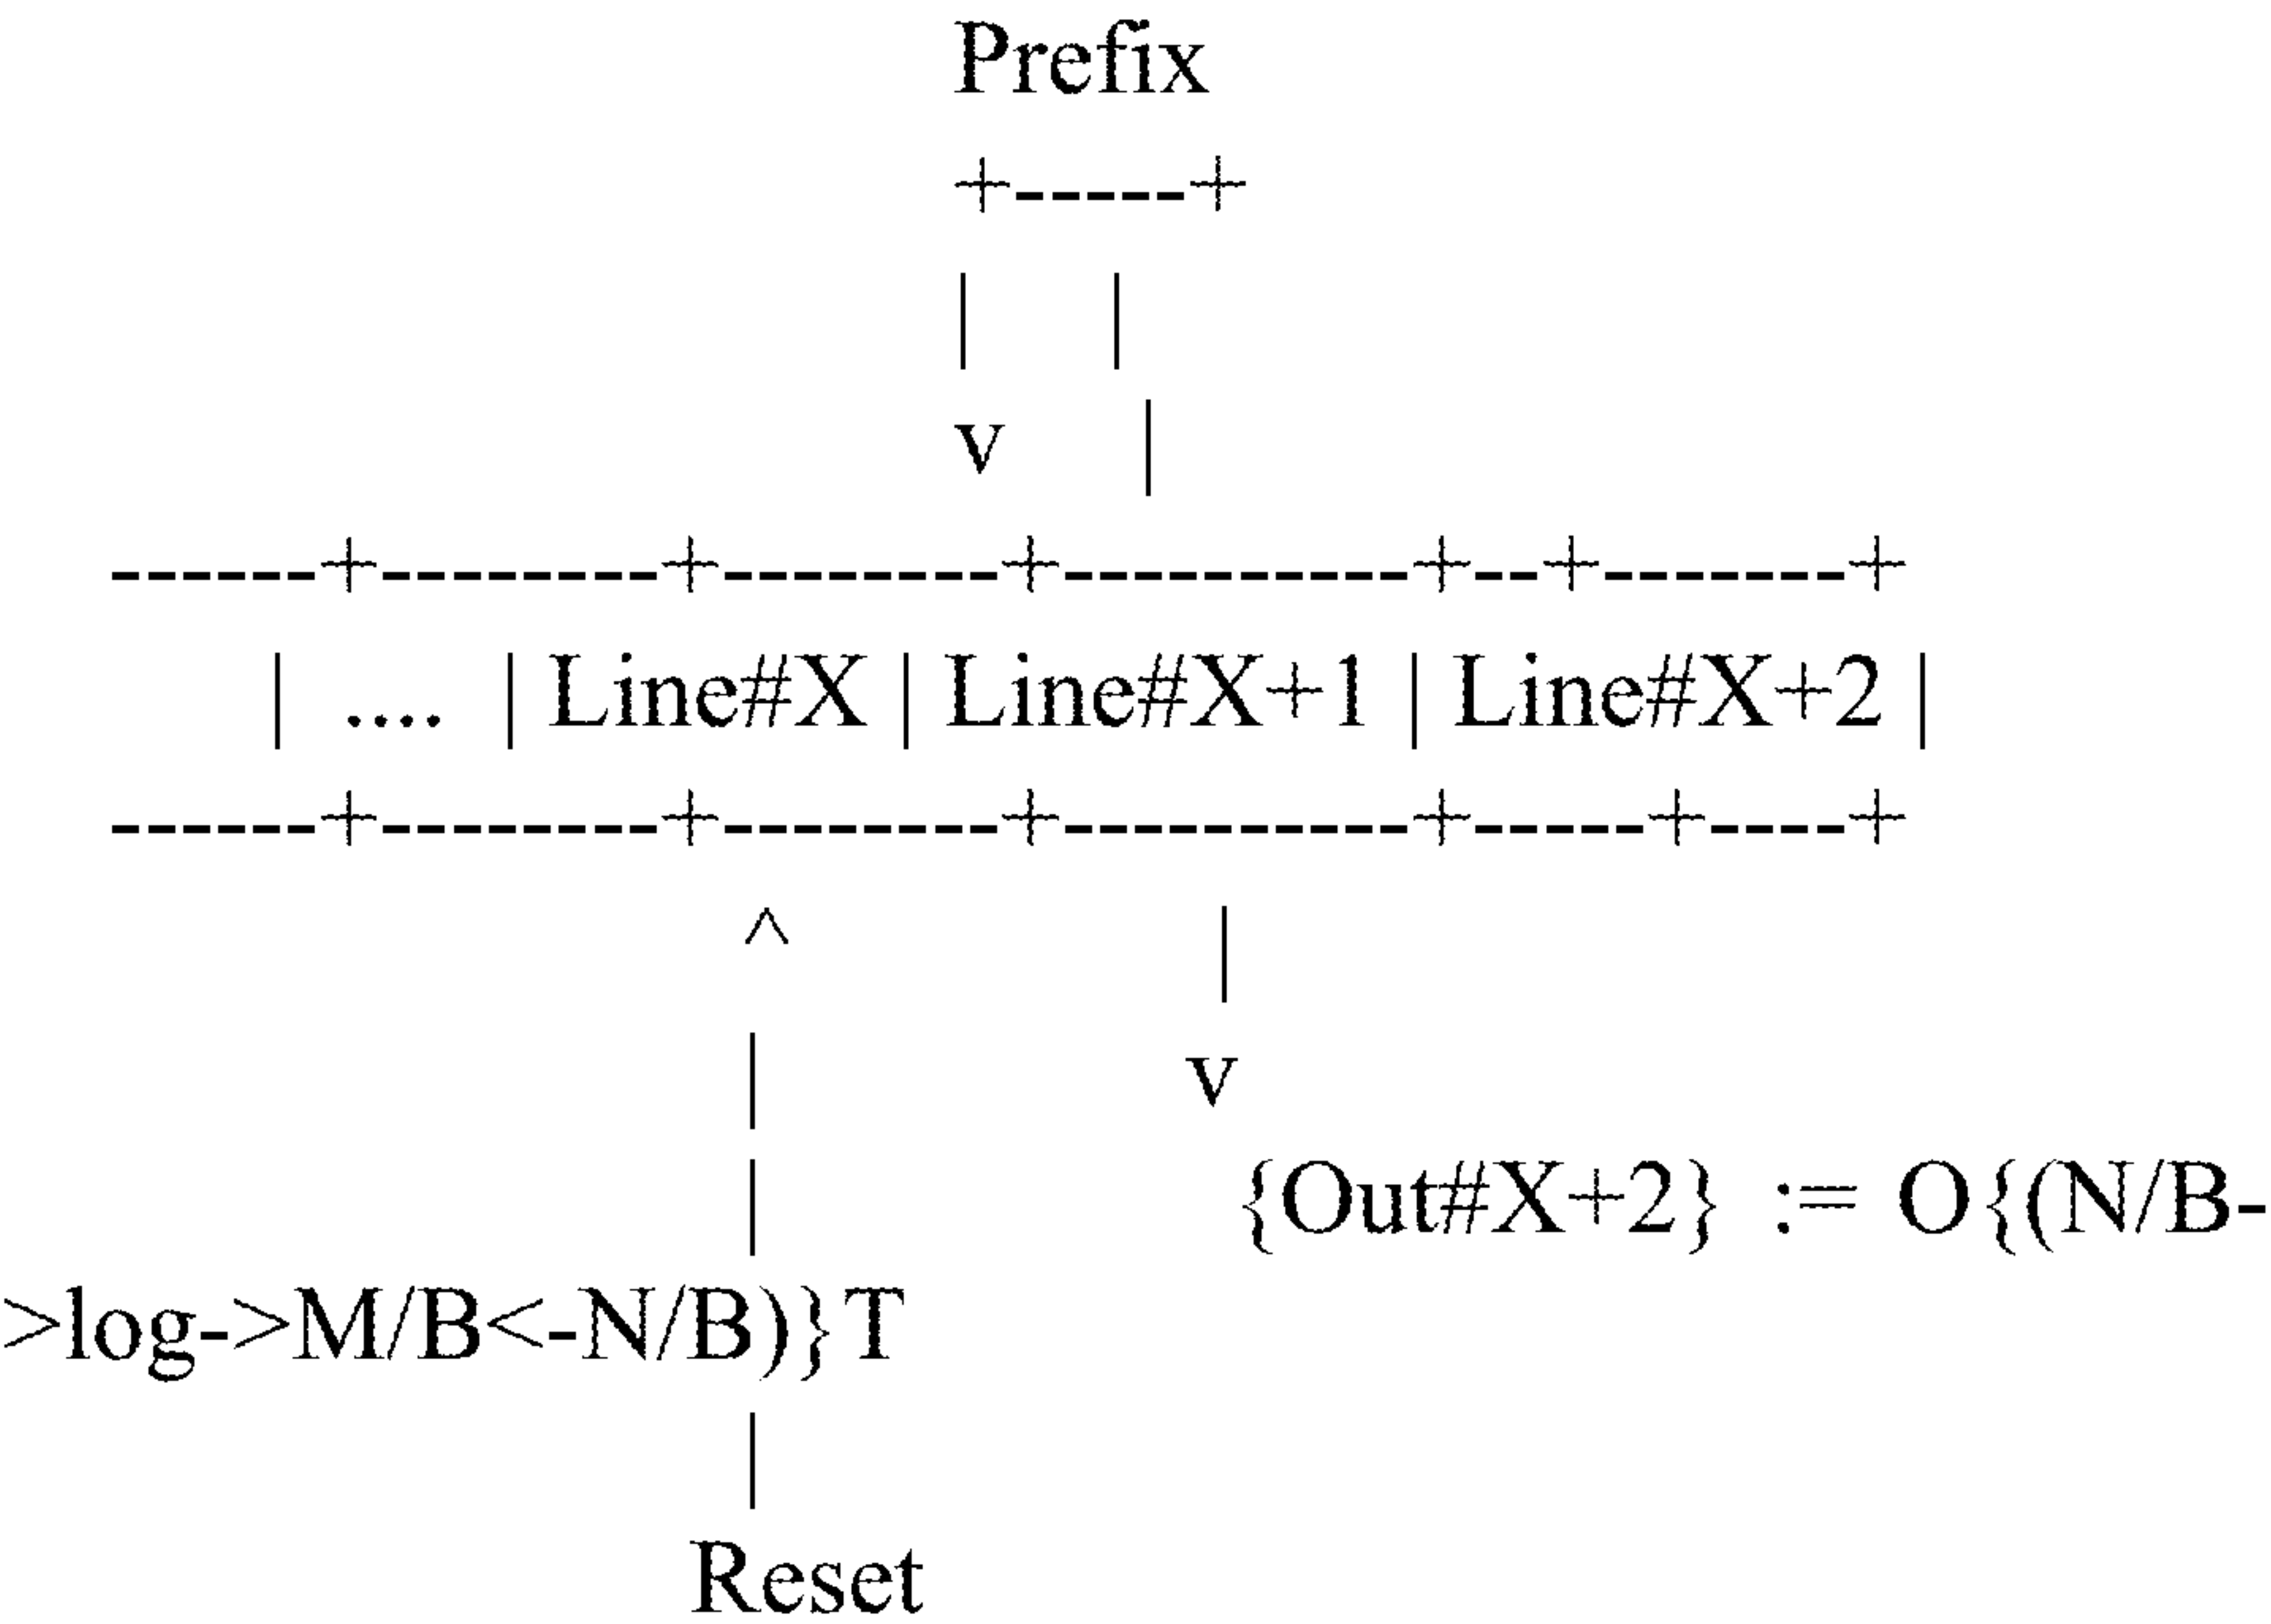 Prefix
+-----+
|     |
v     |
------+--------+--------+----------+--+-------+
| .... | Line#X | Line#X+1 | Line#X+2 |
------+--------+--------+----------+-----+----+
^ |
| v
| {Out#X+2} := O{(N/B-
>log->M/B<-N/B)}T
|
Reset